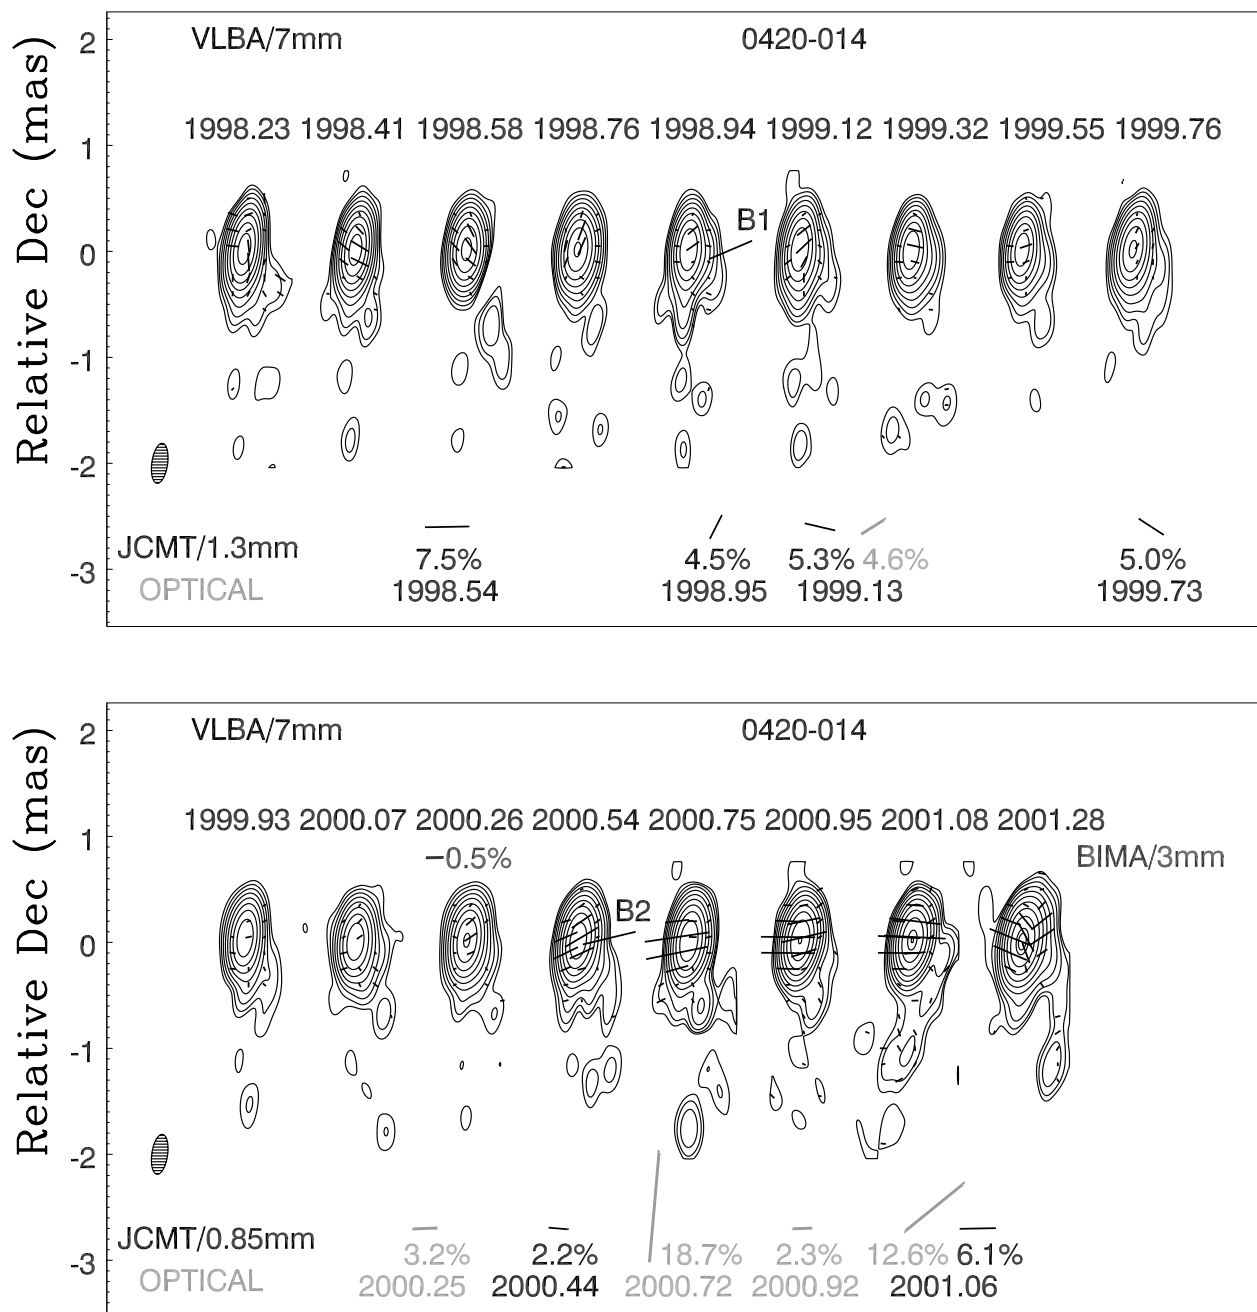 VLBA/7mm 0420-014
1998.23 1998.41 1998.58 1998.76 1998.94 1999.12 1999.32 1999.55 1999.76
B1
2
1
0
-1
-2
-3
Relative Dec (mas)
JCMT/1.3mm 7.5% 4.5% 5.3% 4.6% 5.0%
OPTICAL 1998.54 1998.95 1999.13 1999.73
VLBA/7mm 0420-014
1999.93 2000.07 2000.26 2000.54 2000.75 2000.95 2001.08 2001.28
0.5% BIMA/3mm
B2
2
1
0
-1
-2
-3
Relative Dec (mas)
JCMT/0.85mm 3.2% 2.2% 18.7% 2.3% 12.6% 6.1%
OPTICAL 2000.25 2000.44 2000.72 2000.92 2001.06